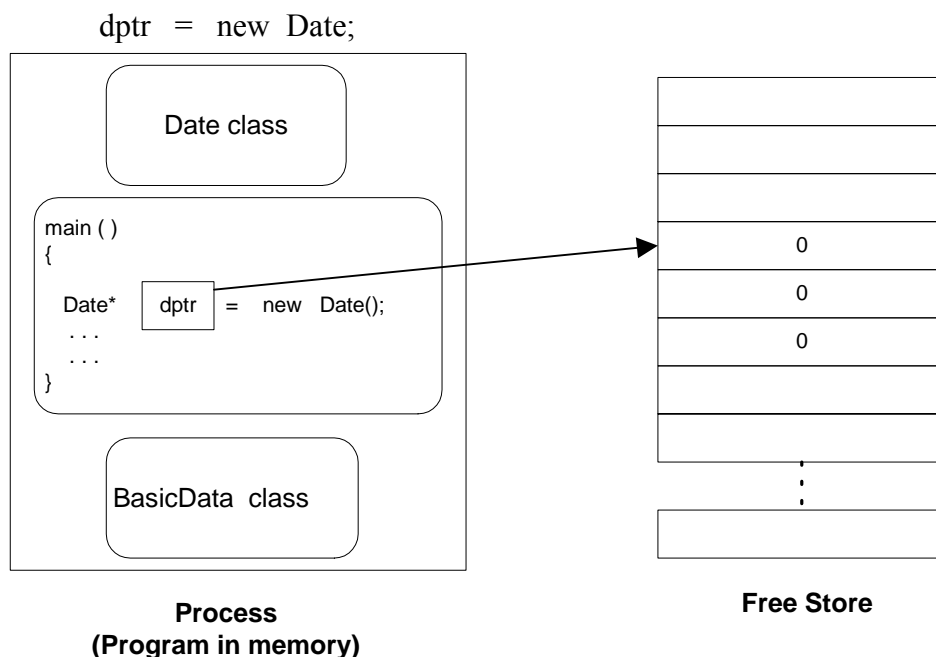 dptr = new Date;
Date class
main ( )
{
Date* dptr = new Date();
. . .
. . .
}
BasicData class
Process
(Program in memory)
0
0
0
Free Store